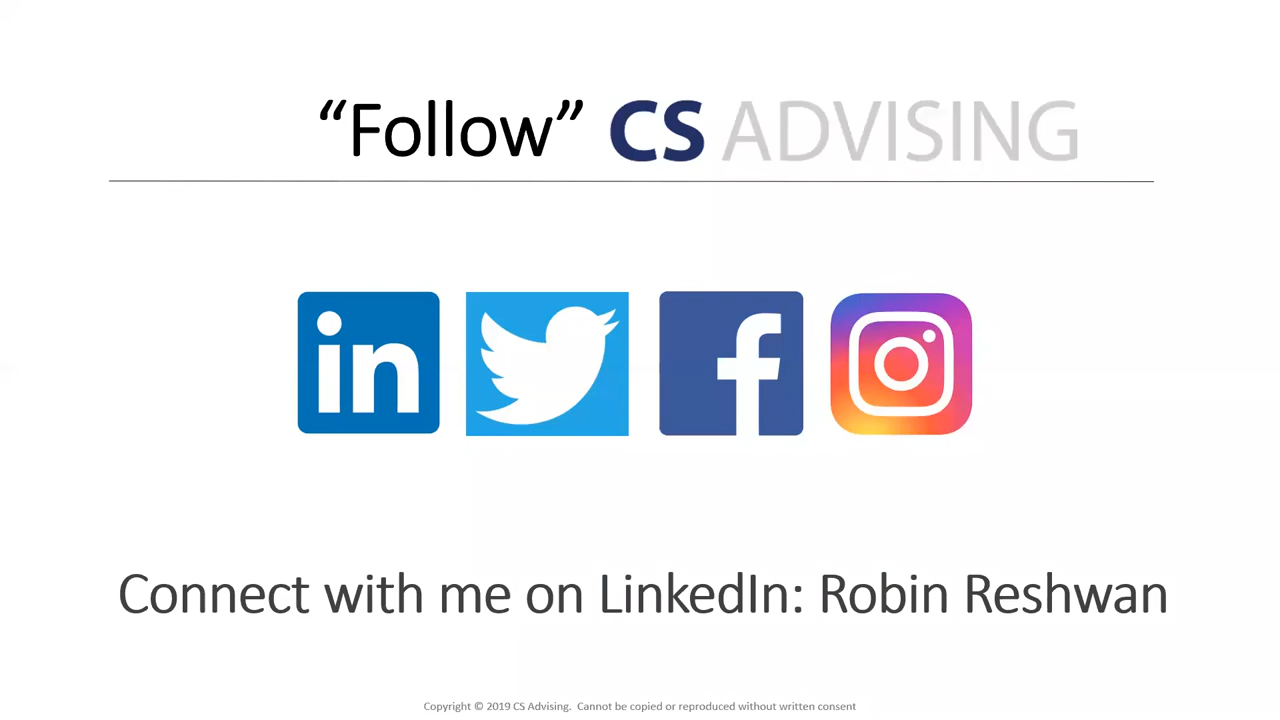 “Follow” CS ADVISING
in f
Connect with me on LinkedIn: Robin Reshwan
Copyright © 2019 CS Advising. Cannot be copied or reproduced without written consent